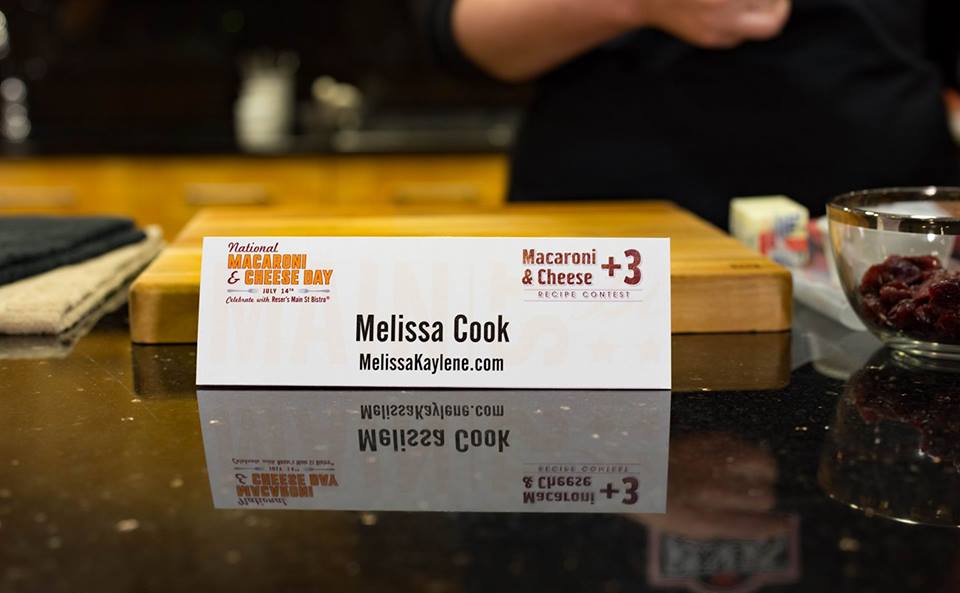 National
MACARONI
& CHEESE DAY
JULY 14TH
Celebrate with Reser's Main St Bistro®
Macaroni
& Cheese
+3
RECIPE CONTEST
Melissa Cook
MelissaKaylene.com